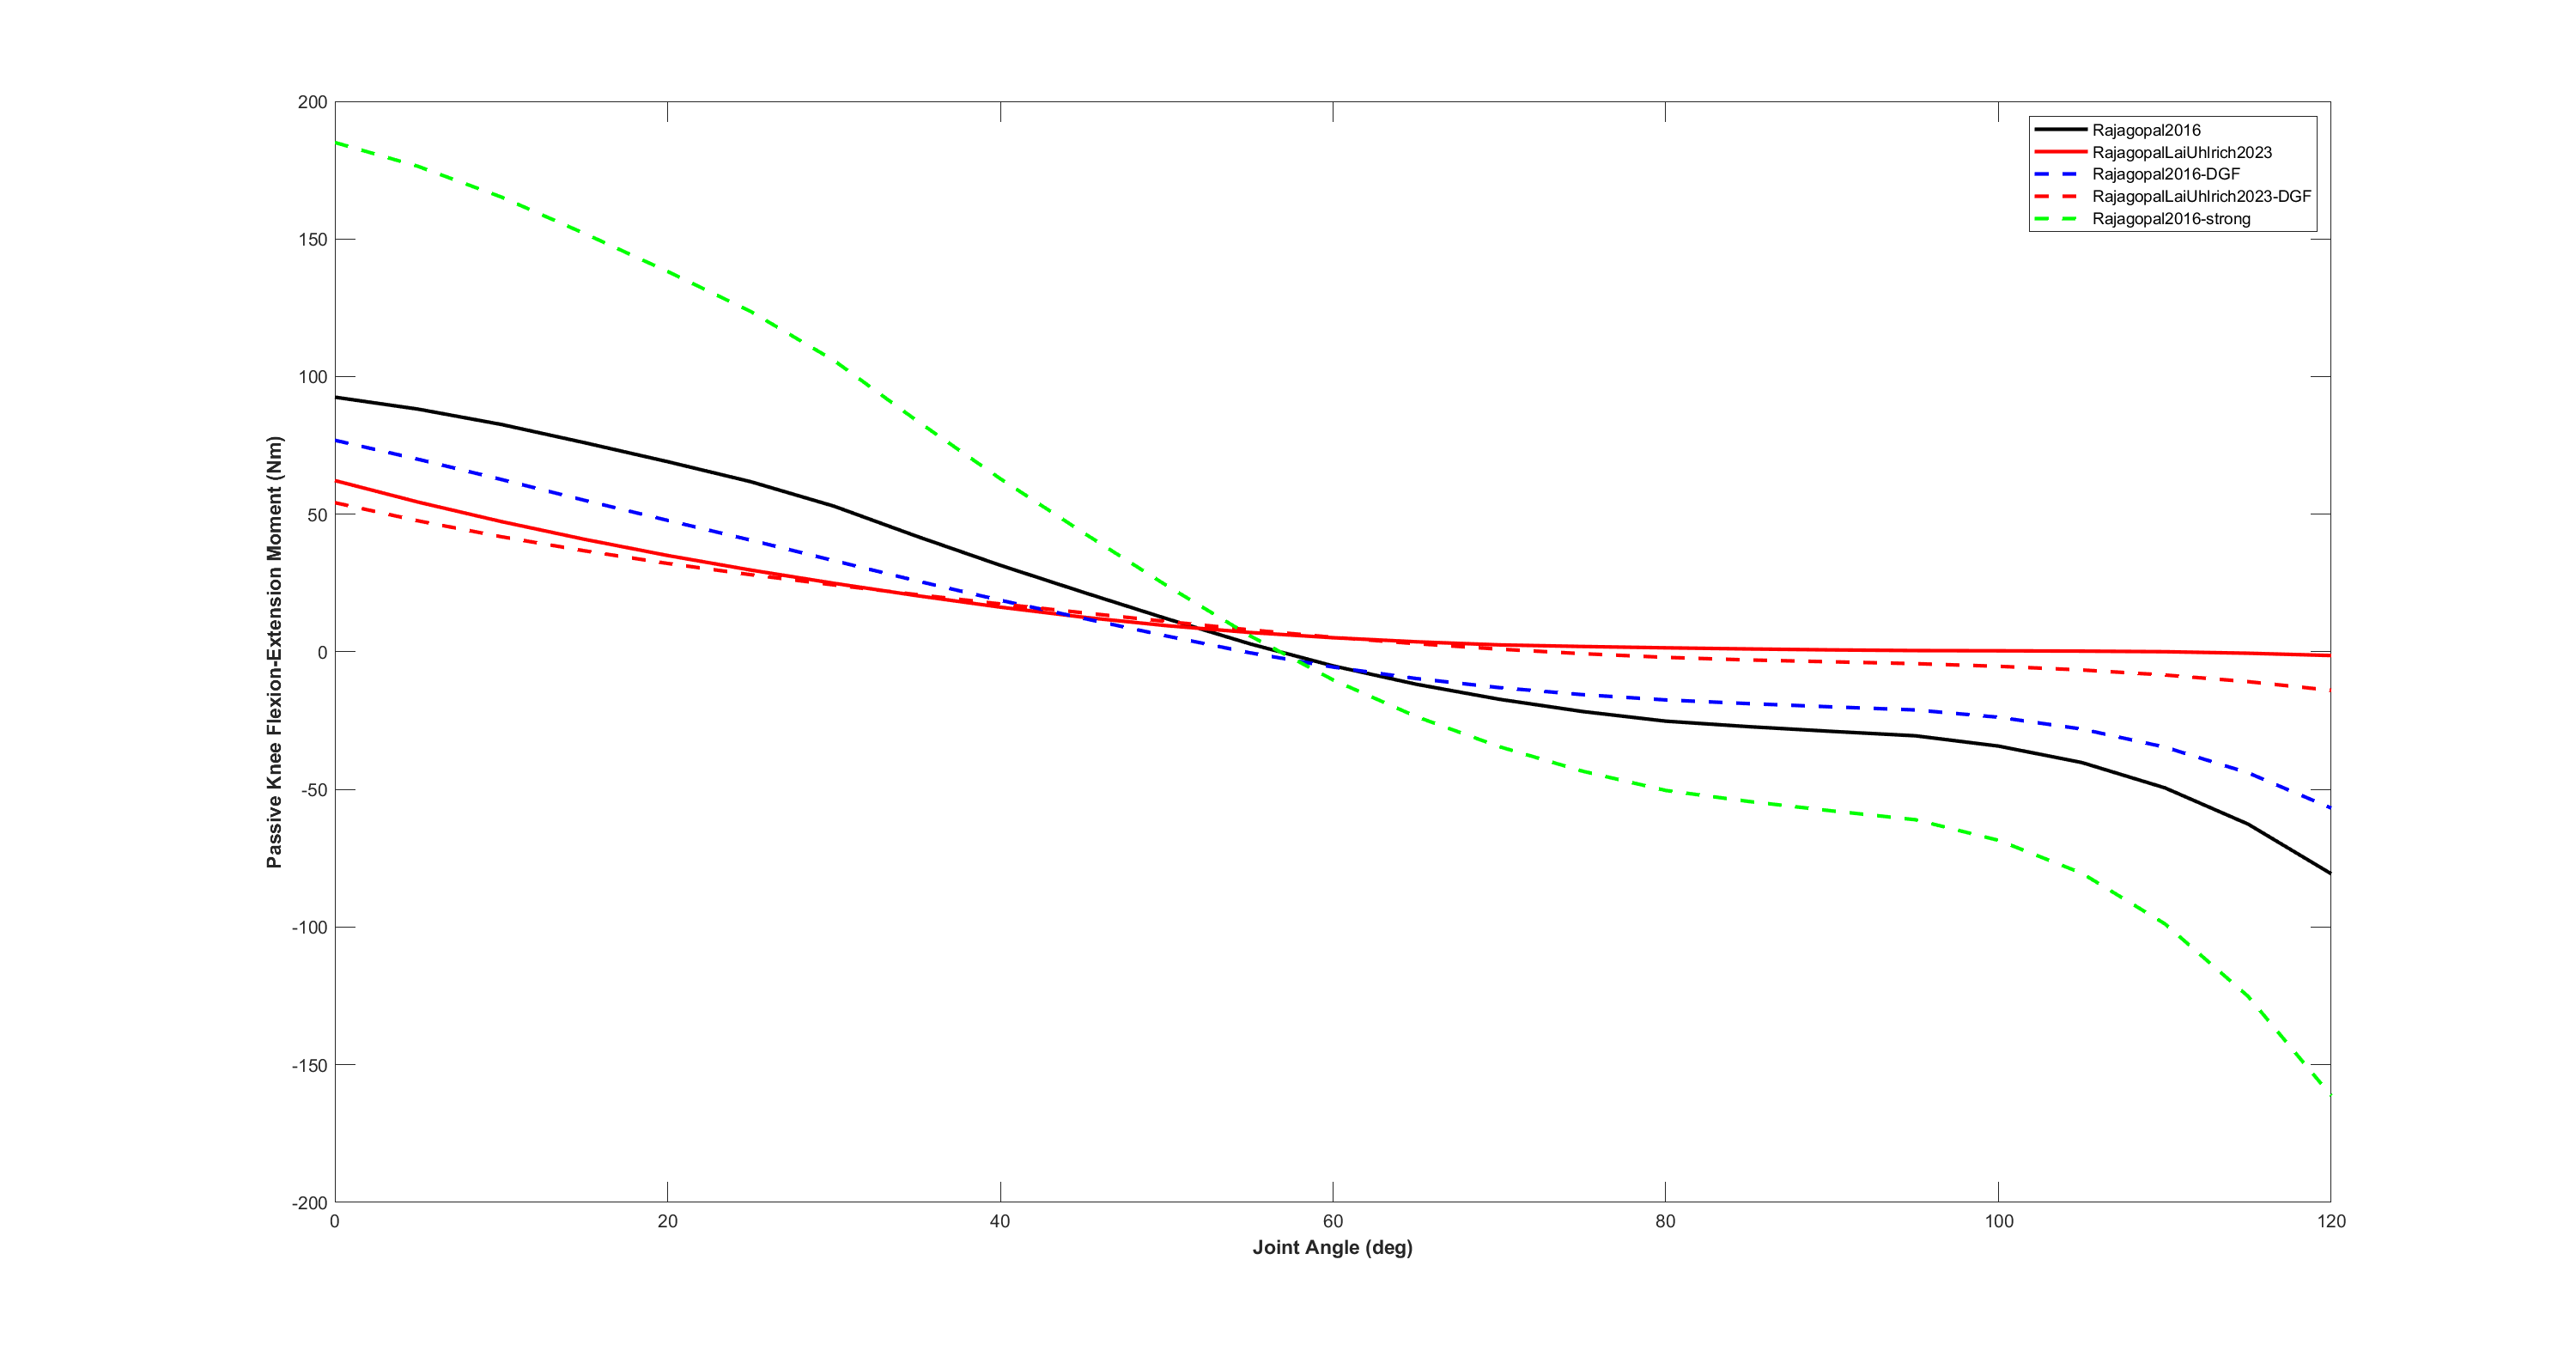 200
150
100
50
0
-50
-100
-150
-200
Passive Knee Flexion-Extension Moment (Nm)
Rajagopal2016
RajagopalLaiUhlrich2023
Rajagopal2016-DGF
RajagopalLaiUhlrich2023-DGF
Rajagopal2016-strong
0 20 40 60 80 100 120
Joint Angle (deg)